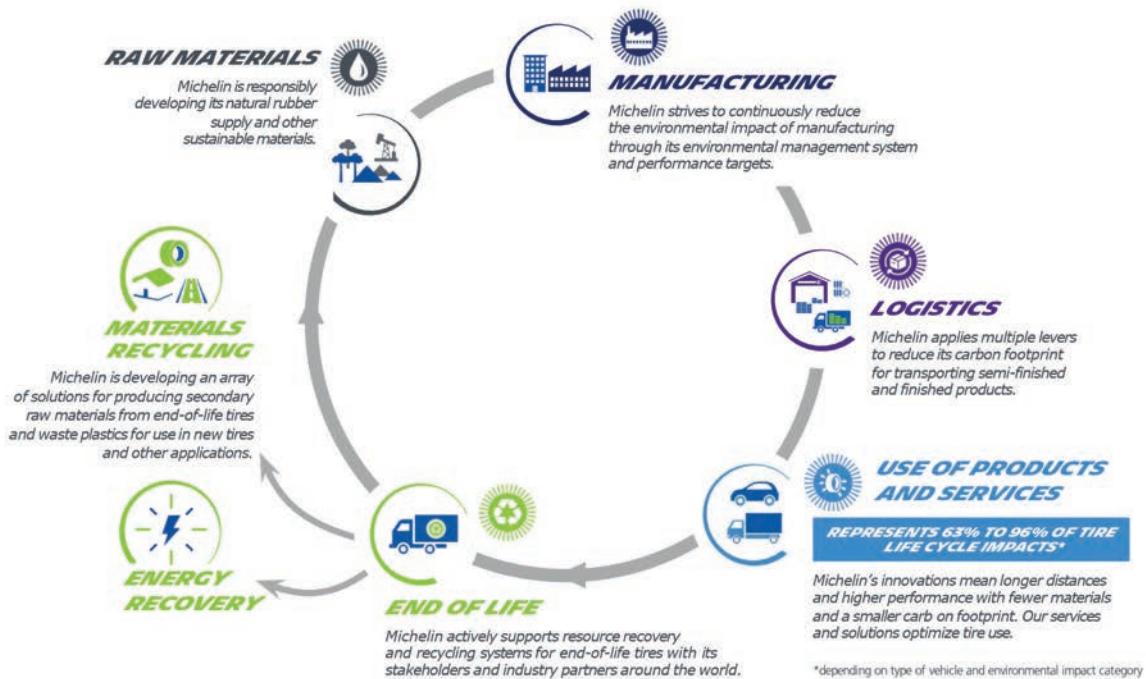 RAW MATERIALS
Michelin is responsibly
developing its natural rubber
supply and other
sustainable materials.
MANUFACTURING
Michelin strives to continuously reduce
the environmental impact of manufacturing
through its environmental management system
and performance targets.
LOGISTICS
Michelin applies multiple levers
to reduce its carbon footprint
for transporting semi-finished
and finished products.
USE OF PRODUCTS
AND SERVICES
REPRESENTS 63% TO 96% OF TIRE
LIFE CYCLE IMPACTS*
Michelin's innovations mean longer distances
and higher performance with fewer materials
and a smaller carb on footprint. Our services
and solutions optimize tire use.
*depending on type of vehicle and environmental impact category
END OF LIFE
Michelin actively supports resource recovery
and recycling systems for end-of-life tires with its
stakeholders and industry partners around the world.
MATERIALS
RECYCLING
Michelin is developing an array
of solutions for producing secondary
raw materials from end-of-life tires
and waste plastics for use in new tires
and other applications.
ENERGY
RECOVERY